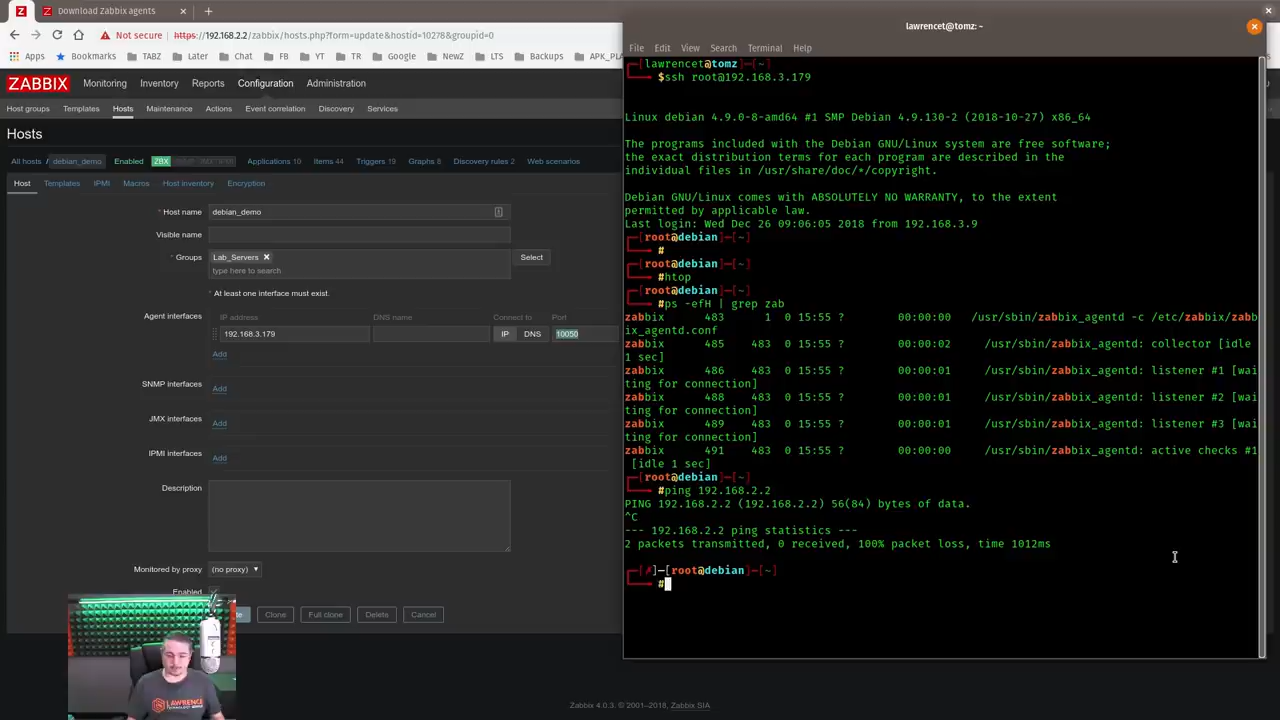 Download Zabbix agents
Not secure https://192.168.2.2/zabbix/hosts.php?form=update&hostid=10278&groupid=0
Apps Bookmarks TABZ Later Chat FB YT TR Google NewZ LTS Business APK_PL
ZABBIX Monitoring Inventory Reports Configuration Administration
Host groups Templates Hosts Maintenance Actions Event correlation Discovery Services
Hosts
All hosts / debian_demo Enabled ZBX Applications 10 Items 44 Triggers 19 Graphs 8 Discovery rules 2 Web scenarios
Host Templates IPMI Macros Host inventory Encryption
* Host name debian_demo
Visible name
* Groups Lab_Servers Select
type here to search
* At least one interface must exist.
Agent interfaces IP address DNS name Connect to Port
192.168.3.179 IP DNS 10050
Add
SNMP interfaces Add
JMX interfaces Add
IPMI interfaces Add
Description
Monitored by proxy (no proxy)
Enabled
Clone Full clone Delete Cancel
LAWRENCE
Zabbix 4.0.3. © 2001–2018, Zabbix SIA
lawrencet@tomz: ~
File Edit View Search Terminal Help
[lawrencet@tomz]—[~]
$ssh root@192.168.3.179
Linux debian 4.9.0-8-amd64 #1 SMP Debian 4.9.130-2 (2018-10-27) x86_64
The programs included with the Debian GNU/Linux system are free software;
the exact distribution terms for each program are described in the
individual files in /usr/share/doc/*/copyright.
Debian GNU/Linux comes with ABSOLUTELY NO WARRANTY, to the extent
permitted by applicable law.
Last login: Wed Dec 26 09:06:05 2018 from 192.168.3.9
[root@debian]—[~]
#
[root@debian]—[~]
#htop
[root@debian]—[~]
#ps -efH | grep zab
zabbix 483 1 0 15:55 ? 00:00:00 /usr/sbin/zabbix_agentd -c /etc/zabbix/zabb
ix_agentd.conf
zabbix 485 483 0 15:55 ? 00:00:02 /usr/sbin/zabbix_agentd: collector [idle
1 sec]
zabbix 486 483 0 15:55 ? 00:00:01 /usr/sbin/zabbix_agentd: listener #1 [wai
ting for connection]
zabbix 488 483 0 15:55 ? 00:00:01 /usr/sbin/zabbix_agentd: listener #2 [wai
ting for connection]
zabbix 489 483 0 15:55 ? 00:00:01 /usr/sbin/zabbix_agentd: listener #3 [wai
ting for connection]
zabbix 491 483 0 15:55 ? 00:00:00 /usr/sbin/zabbix_agentd: active checks #1
[idle 1 sec]
[root@debian]—[~]
#ping 192.168.2.2
PING 192.168.2.2 (192.168.2.2) 56(84) bytes of data.
^C
--- 192.168.2.2 ping statistics ---
2 packets transmitted, 0 received, 100% packet loss, time 1012ms
[✗]—[root@debian]—[~]
#